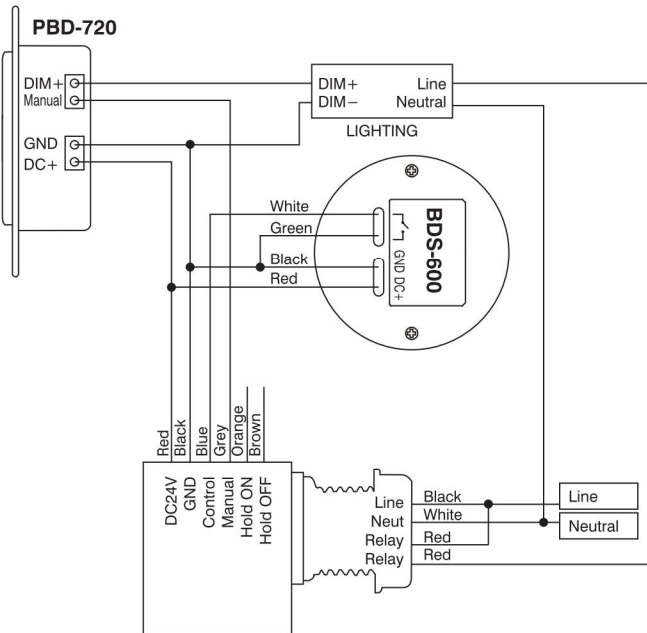 PBD-720
DIM+
Manual
GND
DC+
DIM+ Line
DIM− Neutral
LIGHTING
White
Green
Black
Red
BDS-600
GND DC+
Red
Black
Blue
Grey
Orange
Brown
DC24V
GND
Control
Manual
Hold ON
Hold OFF
Line Black Line
Neut White Neutral
Relay Red
Relay Red